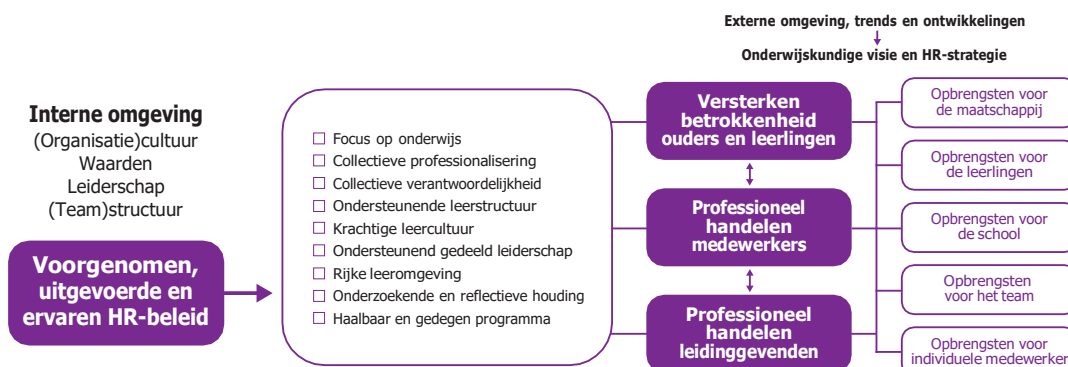 Externe omgeving, trends en ontwikkelingen
Onderwijskundige visie en HR-strategie
Interne omgeving
(Organisatie)cultuur
Waarden
Leiderschap
(Team)structuur
Voorgenomen,
uitgevoerde en
ervaren HR-beleid
Focus op onderwijs
Collectieve professionalisering
Collectieve verantwoordelijkheid
Ondersteunende leerstructuur
Krachtige leercultuur
Ondersteunend gedeeld leiderschap
Rijke leeromgeving
Onderzoekende en reflectieve houding
Haalbaar en gedegen programma
Versterken
betrokkenheid
ouders en leerlingen
Professioneel
handelen
medewerkers
Professioneel
handelen
leidinggevenden
Opbrengsten voor
de maatschappij
Opbrengsten voor
de leerlingen
Opbrengsten voor
de school
Opbrengsten
voor het team
Opbrengsten voor
individuele medewerker